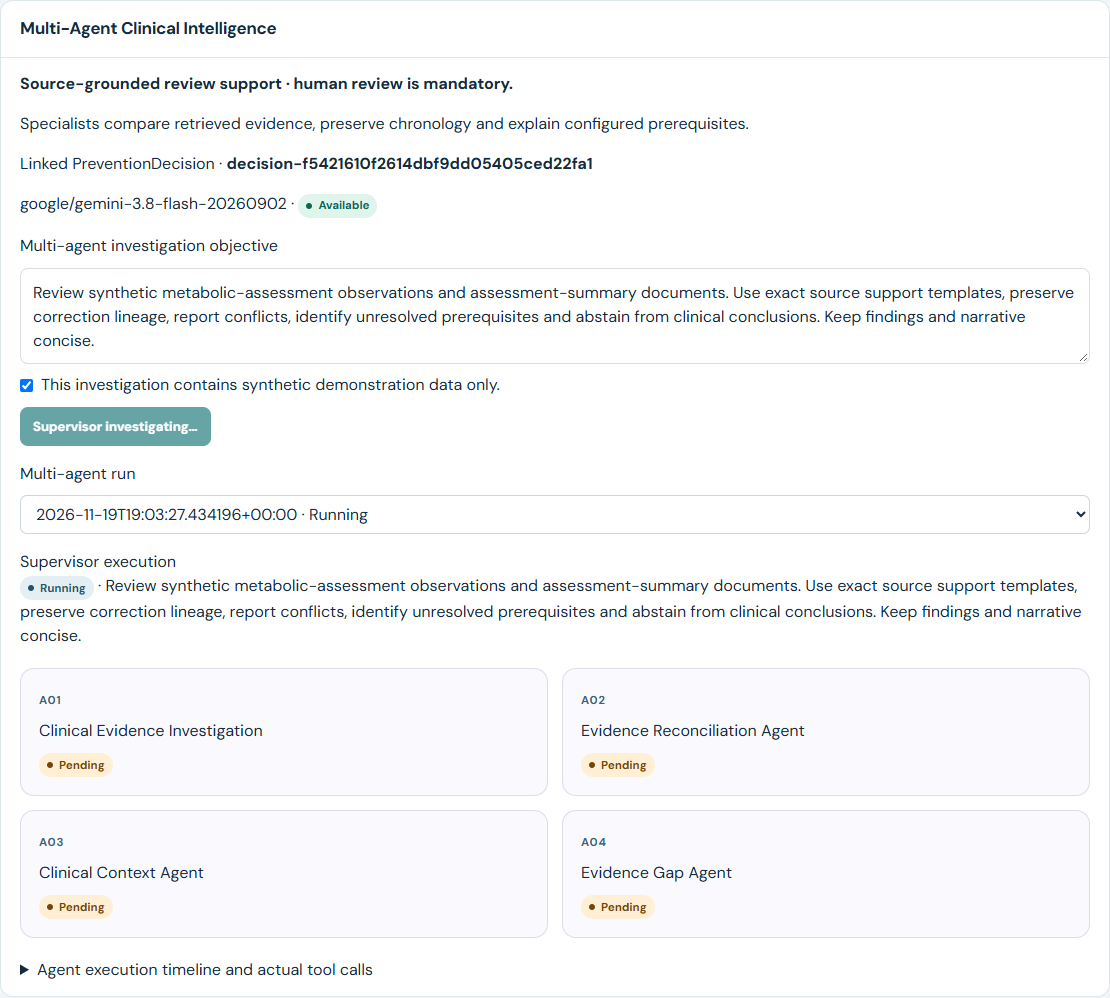 Multi-Agent Clinical Intelligence
Source-grounded review support · human review is mandatory.
Specialists compare retrieved evidence, preserve chronology and explain configured prerequisites.
Linked PreventionDecision · decision-f5421610f2614dbf9dd05405ced22fa1
google/gemini-3.8-flash-20260902 · Available
Multi-agent investigation objective
Review synthetic metabolic-assessment observations and assessment-summary documents. Use exact source support templates, preserve
correction lineage, report conflicts, identify unresolved prerequisites and abstain from clinical conclusions. Keep findings and narrative
concise.
This investigation contains synthetic demonstration data only.
Supervisor investigating…
Multi-agent run
2026-11-19T19:03:27.434196+00:00 · Running
Supervisor execution
Running · Review synthetic metabolic-assessment observations and assessment-summary documents. Use exact source support templates,
preserve correction lineage, report conflicts, identify unresolved prerequisites and abstain from clinical conclusions. Keep findings and narrative
concise.
A01
Clinical Evidence Investigation
Pending
A02
Evidence Reconciliation Agent
Pending
A03
Clinical Context Agent
Pending
A04
Evidence Gap Agent
Pending
Agent execution timeline and actual tool calls